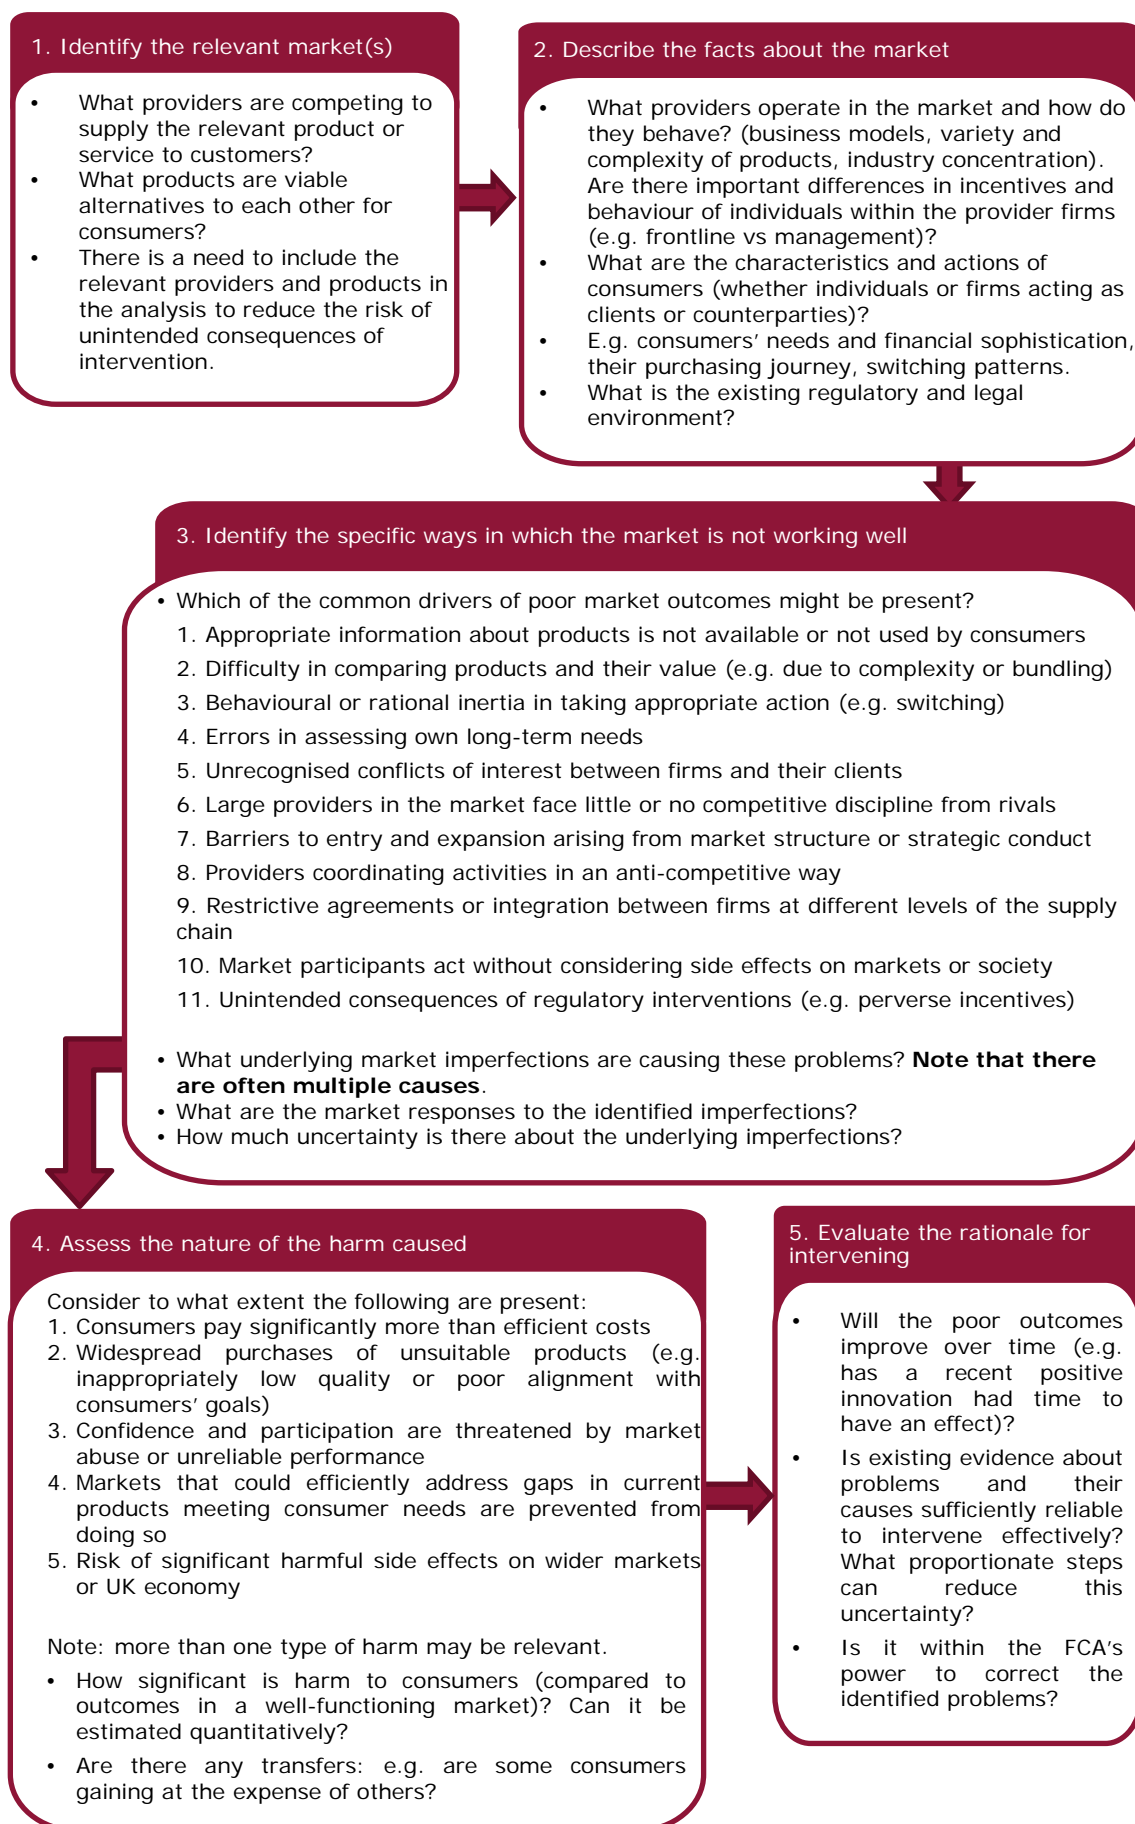 1. Identify the relevant market(s)
• What providers are competing to
supply the relevant product or
service to customers?
• What products are viable
alternatives to each other for
consumers?
• There is a need to include the
relevant providers and products in
the analysis to reduce the risk of
unintended consequences of
intervention.
2. Describe the facts about the market
• What providers operate in the market and how do
they behave? (business models, variety and
complexity of products, industry concentration).
Are there important differences in incentives and
behaviour of individuals within the provider firms
(e.g. frontline vs management)?
• What are the characteristics and actions of
consumers (whether individuals or firms acting as
clients or counterparties)?
• E.g. consumers’ needs and financial sophistication,
their purchasing journey, switching patterns.
• What is the existing regulatory and legal
environment?
3. Identify the specific ways in which the market is not working well
• Which of the common drivers of poor market outcomes might be present?
1. Appropriate information about products is not available or not used by consumers
2. Difficulty in comparing products and their value (e.g. due to complexity or bundling)
3. Behavioural or rational inertia in taking appropriate action (e.g. switching)
4. Errors in assessing own long-term needs
5. Unrecognised conflicts of interest between firms and their clients
6. Large providers in the market face little or no competitive discipline from rivals
7. Barriers to entry and expansion arising from market structure or strategic conduct
8. Providers coordinating activities in an anti-competitive way
9. Restrictive agreements or integration between firms at different levels of the supply
chain
10. Market participants act without considering side effects on markets or society
11. Unintended consequences of regulatory interventions (e.g. perverse incentives)
• What underlying market imperfections are causing these problems? Note that there
are often multiple causes.
• What are the market responses to the identified imperfections?
• How much uncertainty is there about the underlying imperfections?
4. Assess the nature of the harm caused
Consider to what extent the following are present:
1. Consumers pay significantly more than efficient costs
2. Widespread purchases of unsuitable products (e.g.
inappropriately low quality or poor alignment with
consumers’ goals)
3. Confidence and participation are threatened by market
abuse or unreliable performance
4. Markets that could efficiently address gaps in current
products meeting consumer needs are prevented from
doing so
5. Risk of significant harmful side effects on wider markets
or UK economy
Note: more than one type of harm may be relevant.
• How significant is harm to consumers (compared to
outcomes in a well-functioning market)? Can it be
estimated quantitatively?
• Are there any transfers: e.g. are some consumers
gaining at the expense of others?
5. Evaluate the rationale for
intervening
• Will the poor outcomes
improve over time (e.g.
has a recent positive
innovation had time to
have an effect)?
• Is existing evidence about
problems and their
causes sufficiently reliable
to intervene effectively?
What proportionate steps
can reduce this
uncertainty?
• Is it within the FCA’s
power to correct the
identified problems?